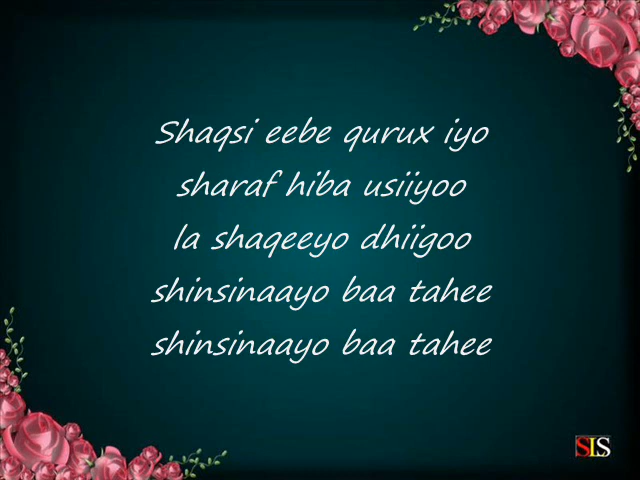 Shaqsi eebe qurux iyo
sharaf hiba usiiyoo
la shaqeeyo dhiigoo
shinsinaayo baa tahee
shinsinaayo baa tahee
SLS